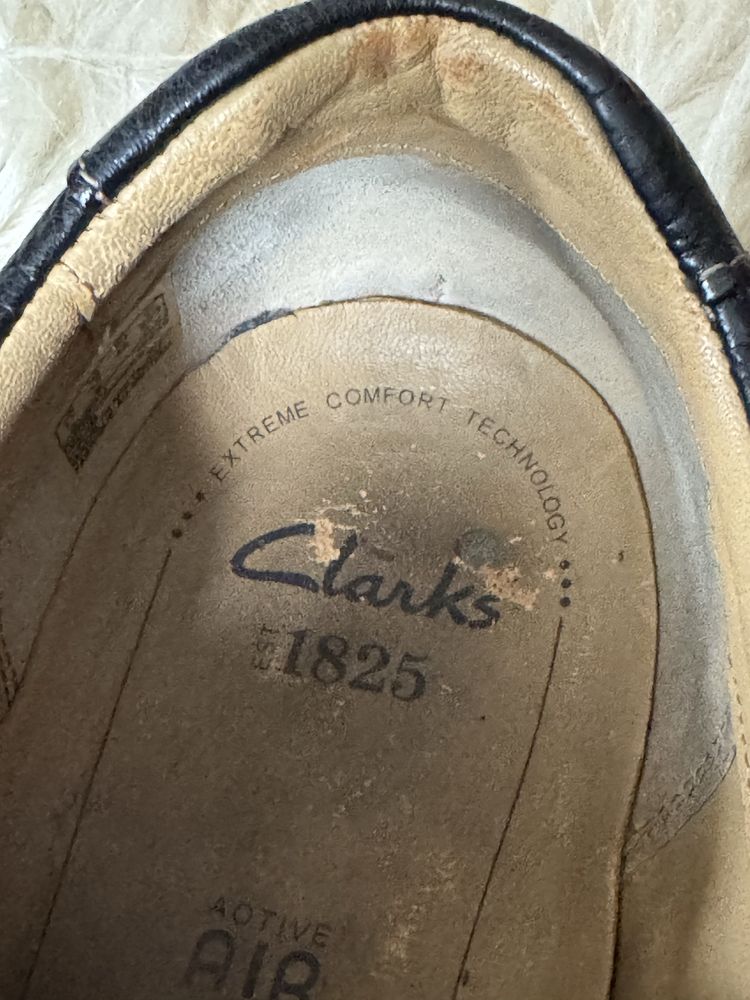 EXTREME COMFORT TECHNOLOGY
Clarks
EST 1825
ACTIVE
AIR